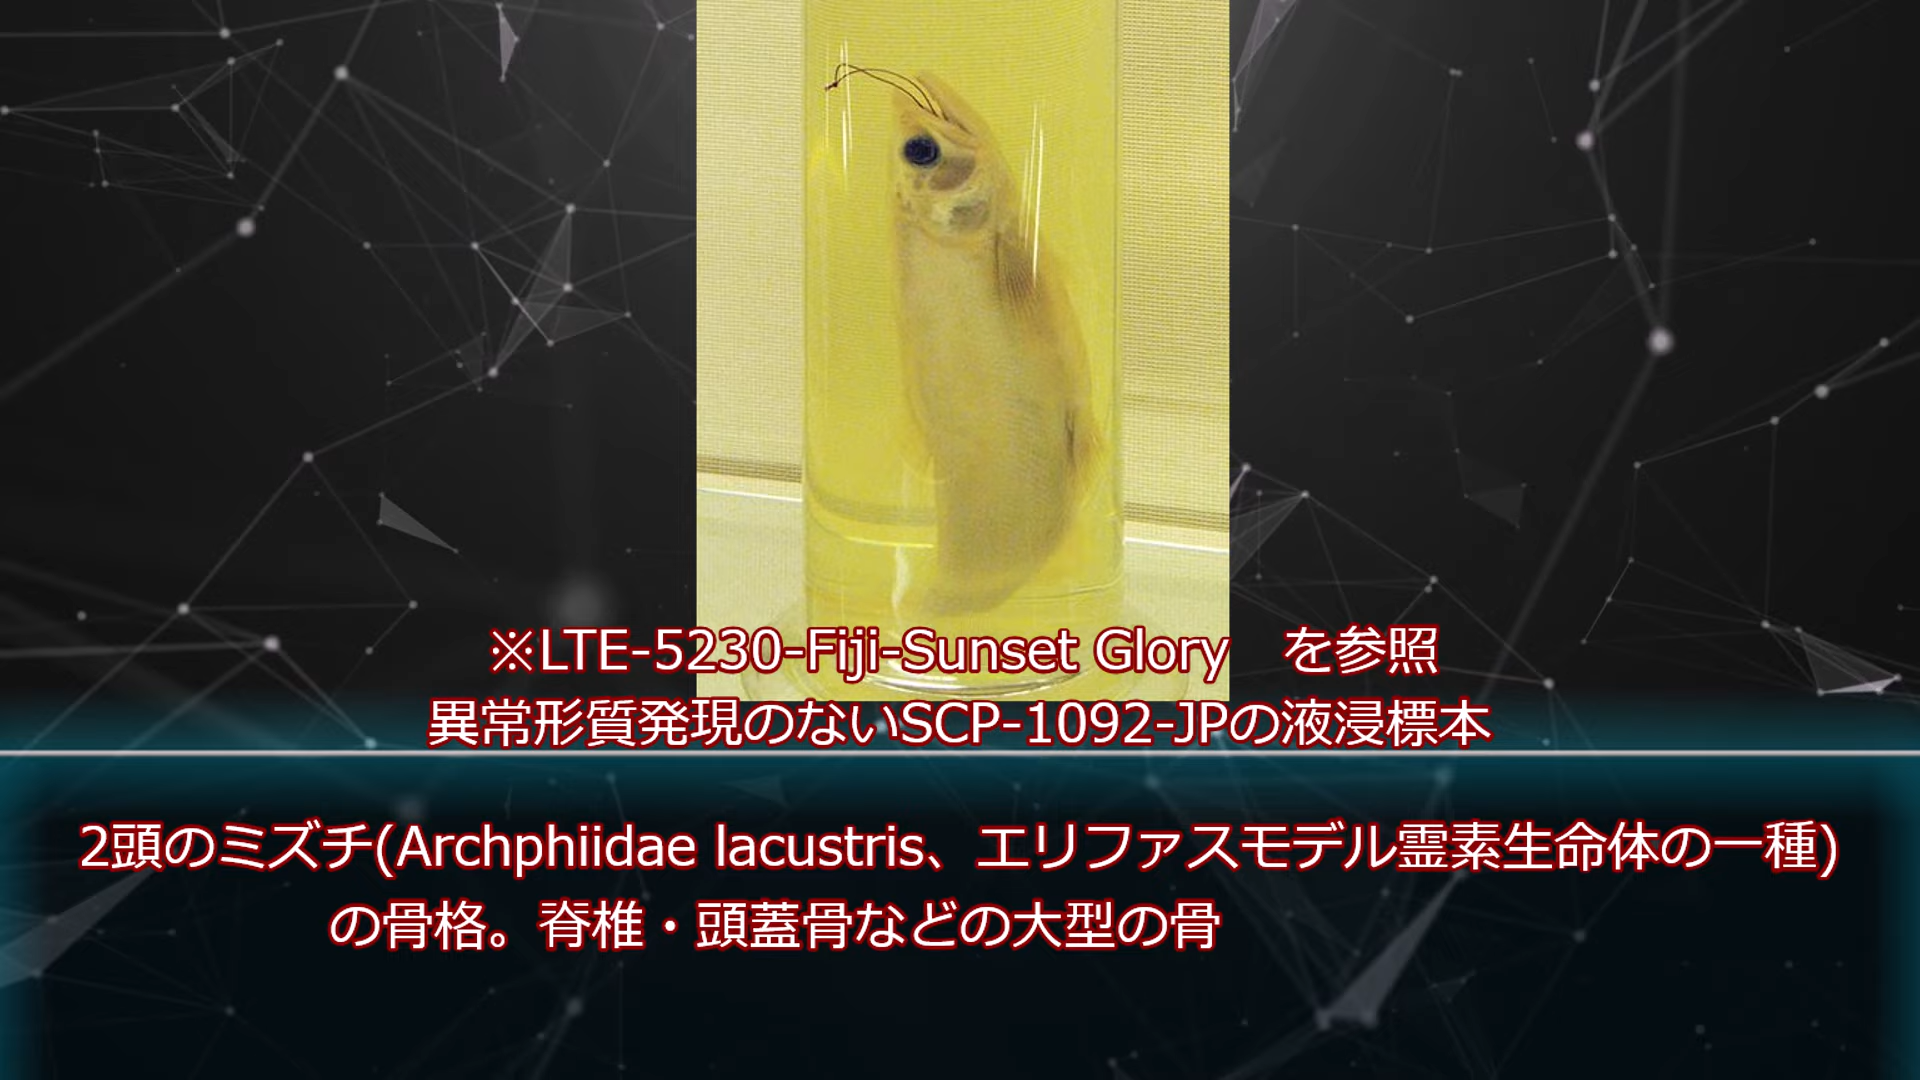 ※LTE-5230-Fiji-Sunset Glory　を参照
異常形質発現のないSCP-1092-JPの液浸標本
2頭のミズチ(Archphiidae lacustris、エリファスモデル霊素生命体の一種)
の骨格。脊椎・頭蓋骨などの大型の骨